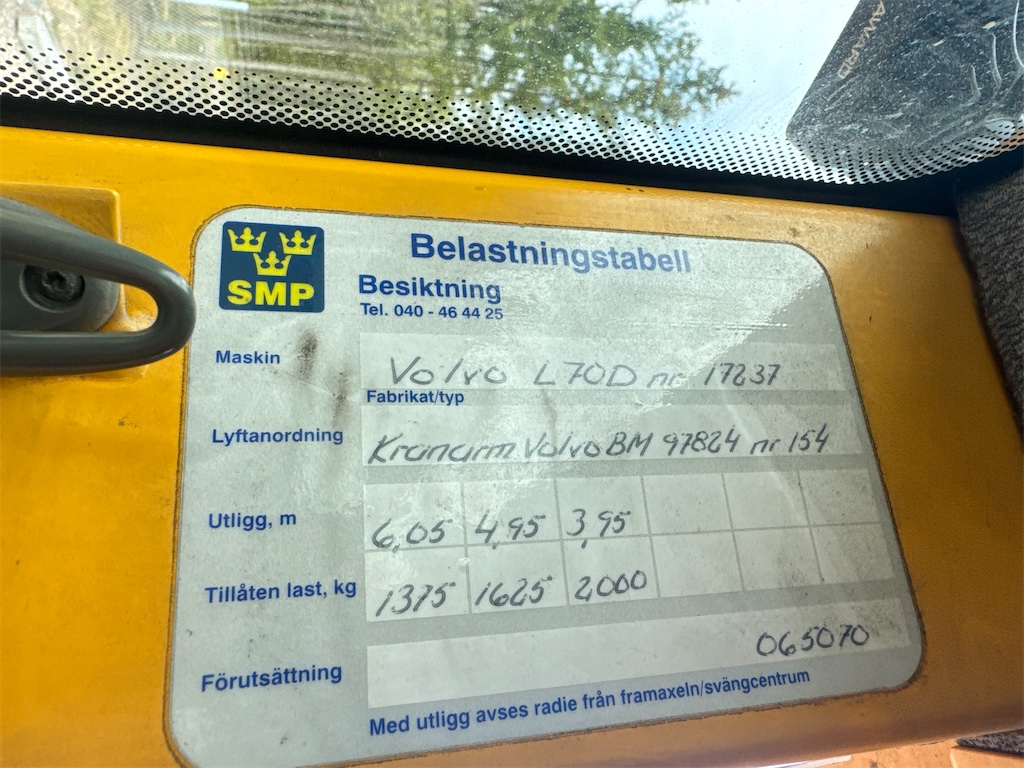 AWARD
SMP
Belastningstabell
Besiktning
Tel. 040 - 46 44 25
Maskin Volvo L70D nr 17237
Fabrikat/typ
Lyftanordning Kranarm Volvo BM 97824 nr 154
Utligg, m 6,05 4,95 3,95
Tillåten last, kg 1375 1625 2000
Förutsättning 065070
Med utligg avses radie från framaxeln/svängcentrum